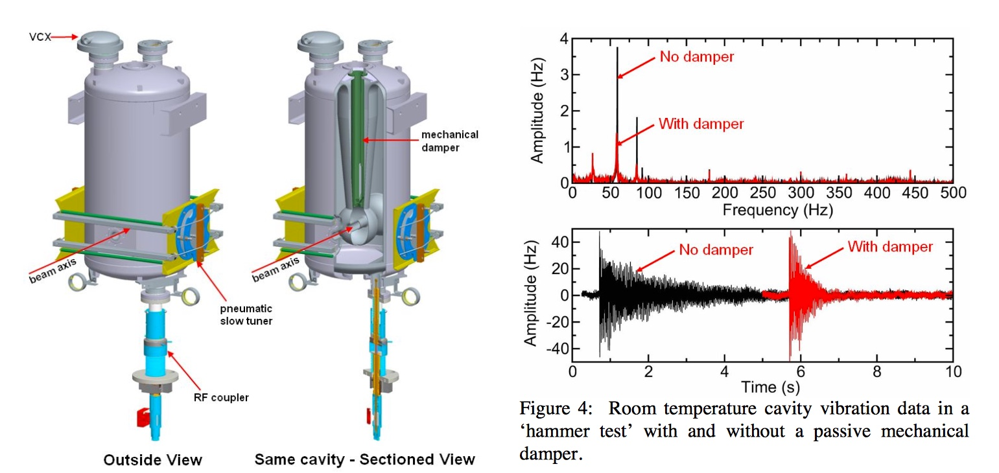 VCX
mechanical
damper
beam axis
beam axis
pneumatic
slow tuner
RF coupler
Outside View
Same cavity - Sectioned View
4
3
2
1
0
Amplitude (Hz)
No damper
With damper
0 50 100 150 200 250 300 350 400 450 500
Frequency (Hz)
40
20
0
-20
-40
Amplitude (Hz)
No damper
With damper
0 2 4 6 8 10
Time (s)
Figure 4: Room temperature cavity vibration data in a
‘hammer test’ with and without a passive mechanical
damper.